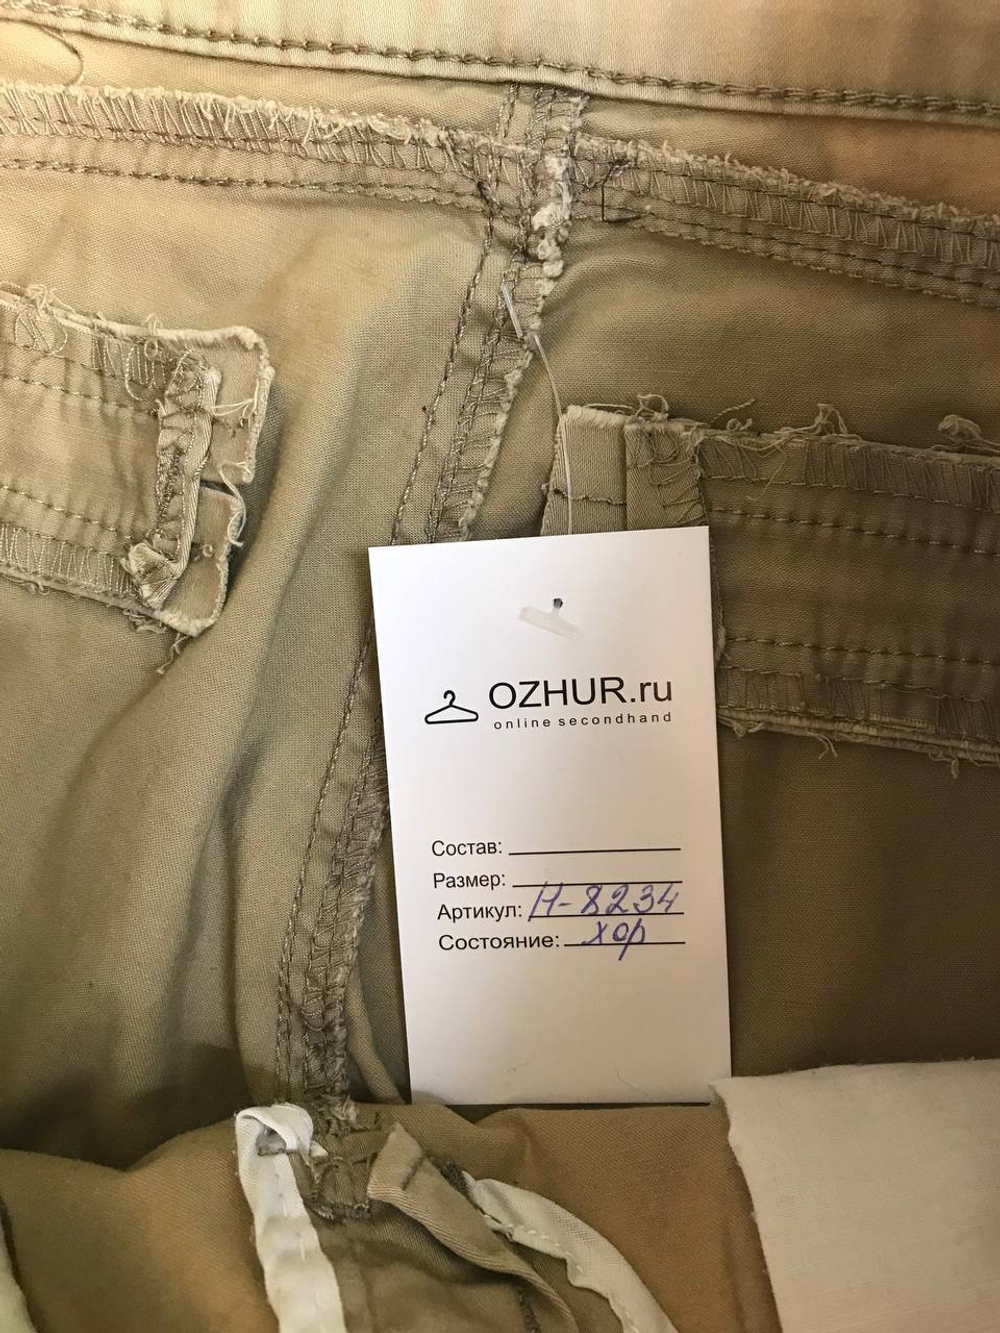 OZHUR.ru
online secondhand
Состав:
Размер:
Артикул: Н-8234
Состояние: хор